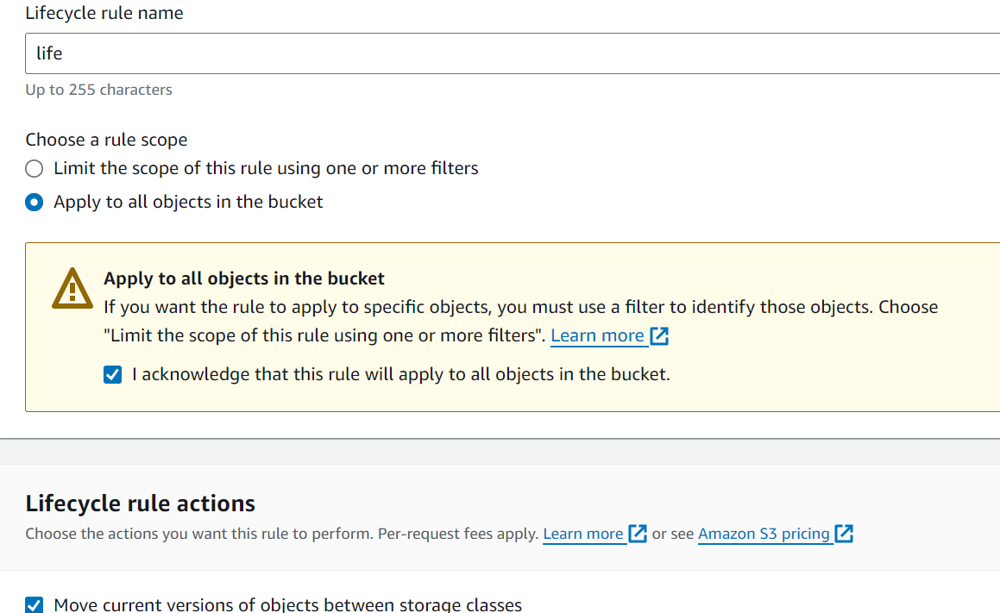 Lifecycle rule name
life
Up to 255 characters
Choose a rule scope
Limit the scope of this rule using one or more filters
Apply to all objects in the bucket
Apply to all objects in the bucket
If you want the rule to apply to specific objects, you must use a filter to identify those objects. Choose
"Limit the scope of this rule using one or more filters". Learn more
I acknowledge that this rule will apply to all objects in the bucket.
Lifecycle rule actions
Choose the actions you want this rule to perform. Per-request fees apply. Learn more or see Amazon S3 pricing
Move current versions of objects between storage classes